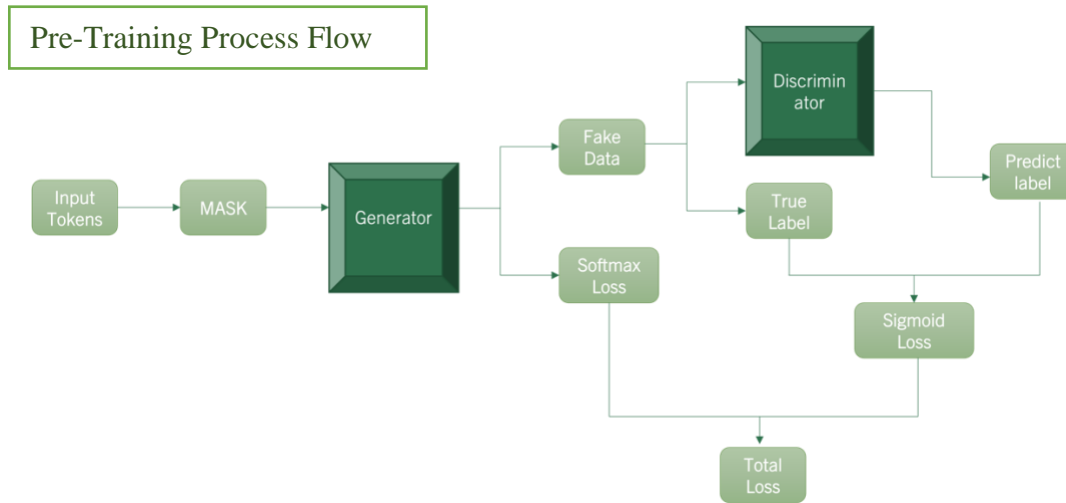 Pre-Training Process Flow
Discrimin
ator
Fake
Data
Predict
label
Input
Tokens
MASK
Generator
True
Label
Softmax
Loss
Sigmoid
Loss
Total
Loss